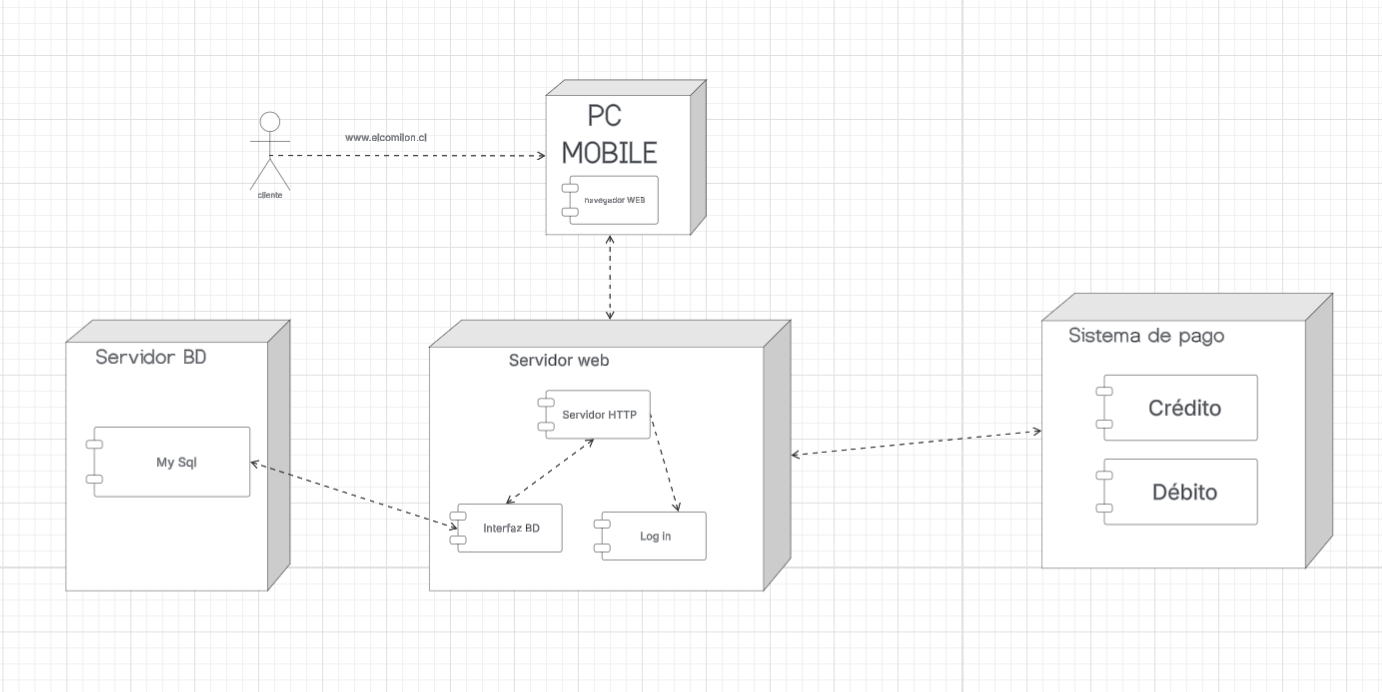 PC
MOBILE
www.elcomilon.cl
navegador WEB
cliente
Servidor BD
My Sql
Servidor web
Servidor HTTP
Interfaz BD
Log in
Sistema de pago
Crédito
Débito